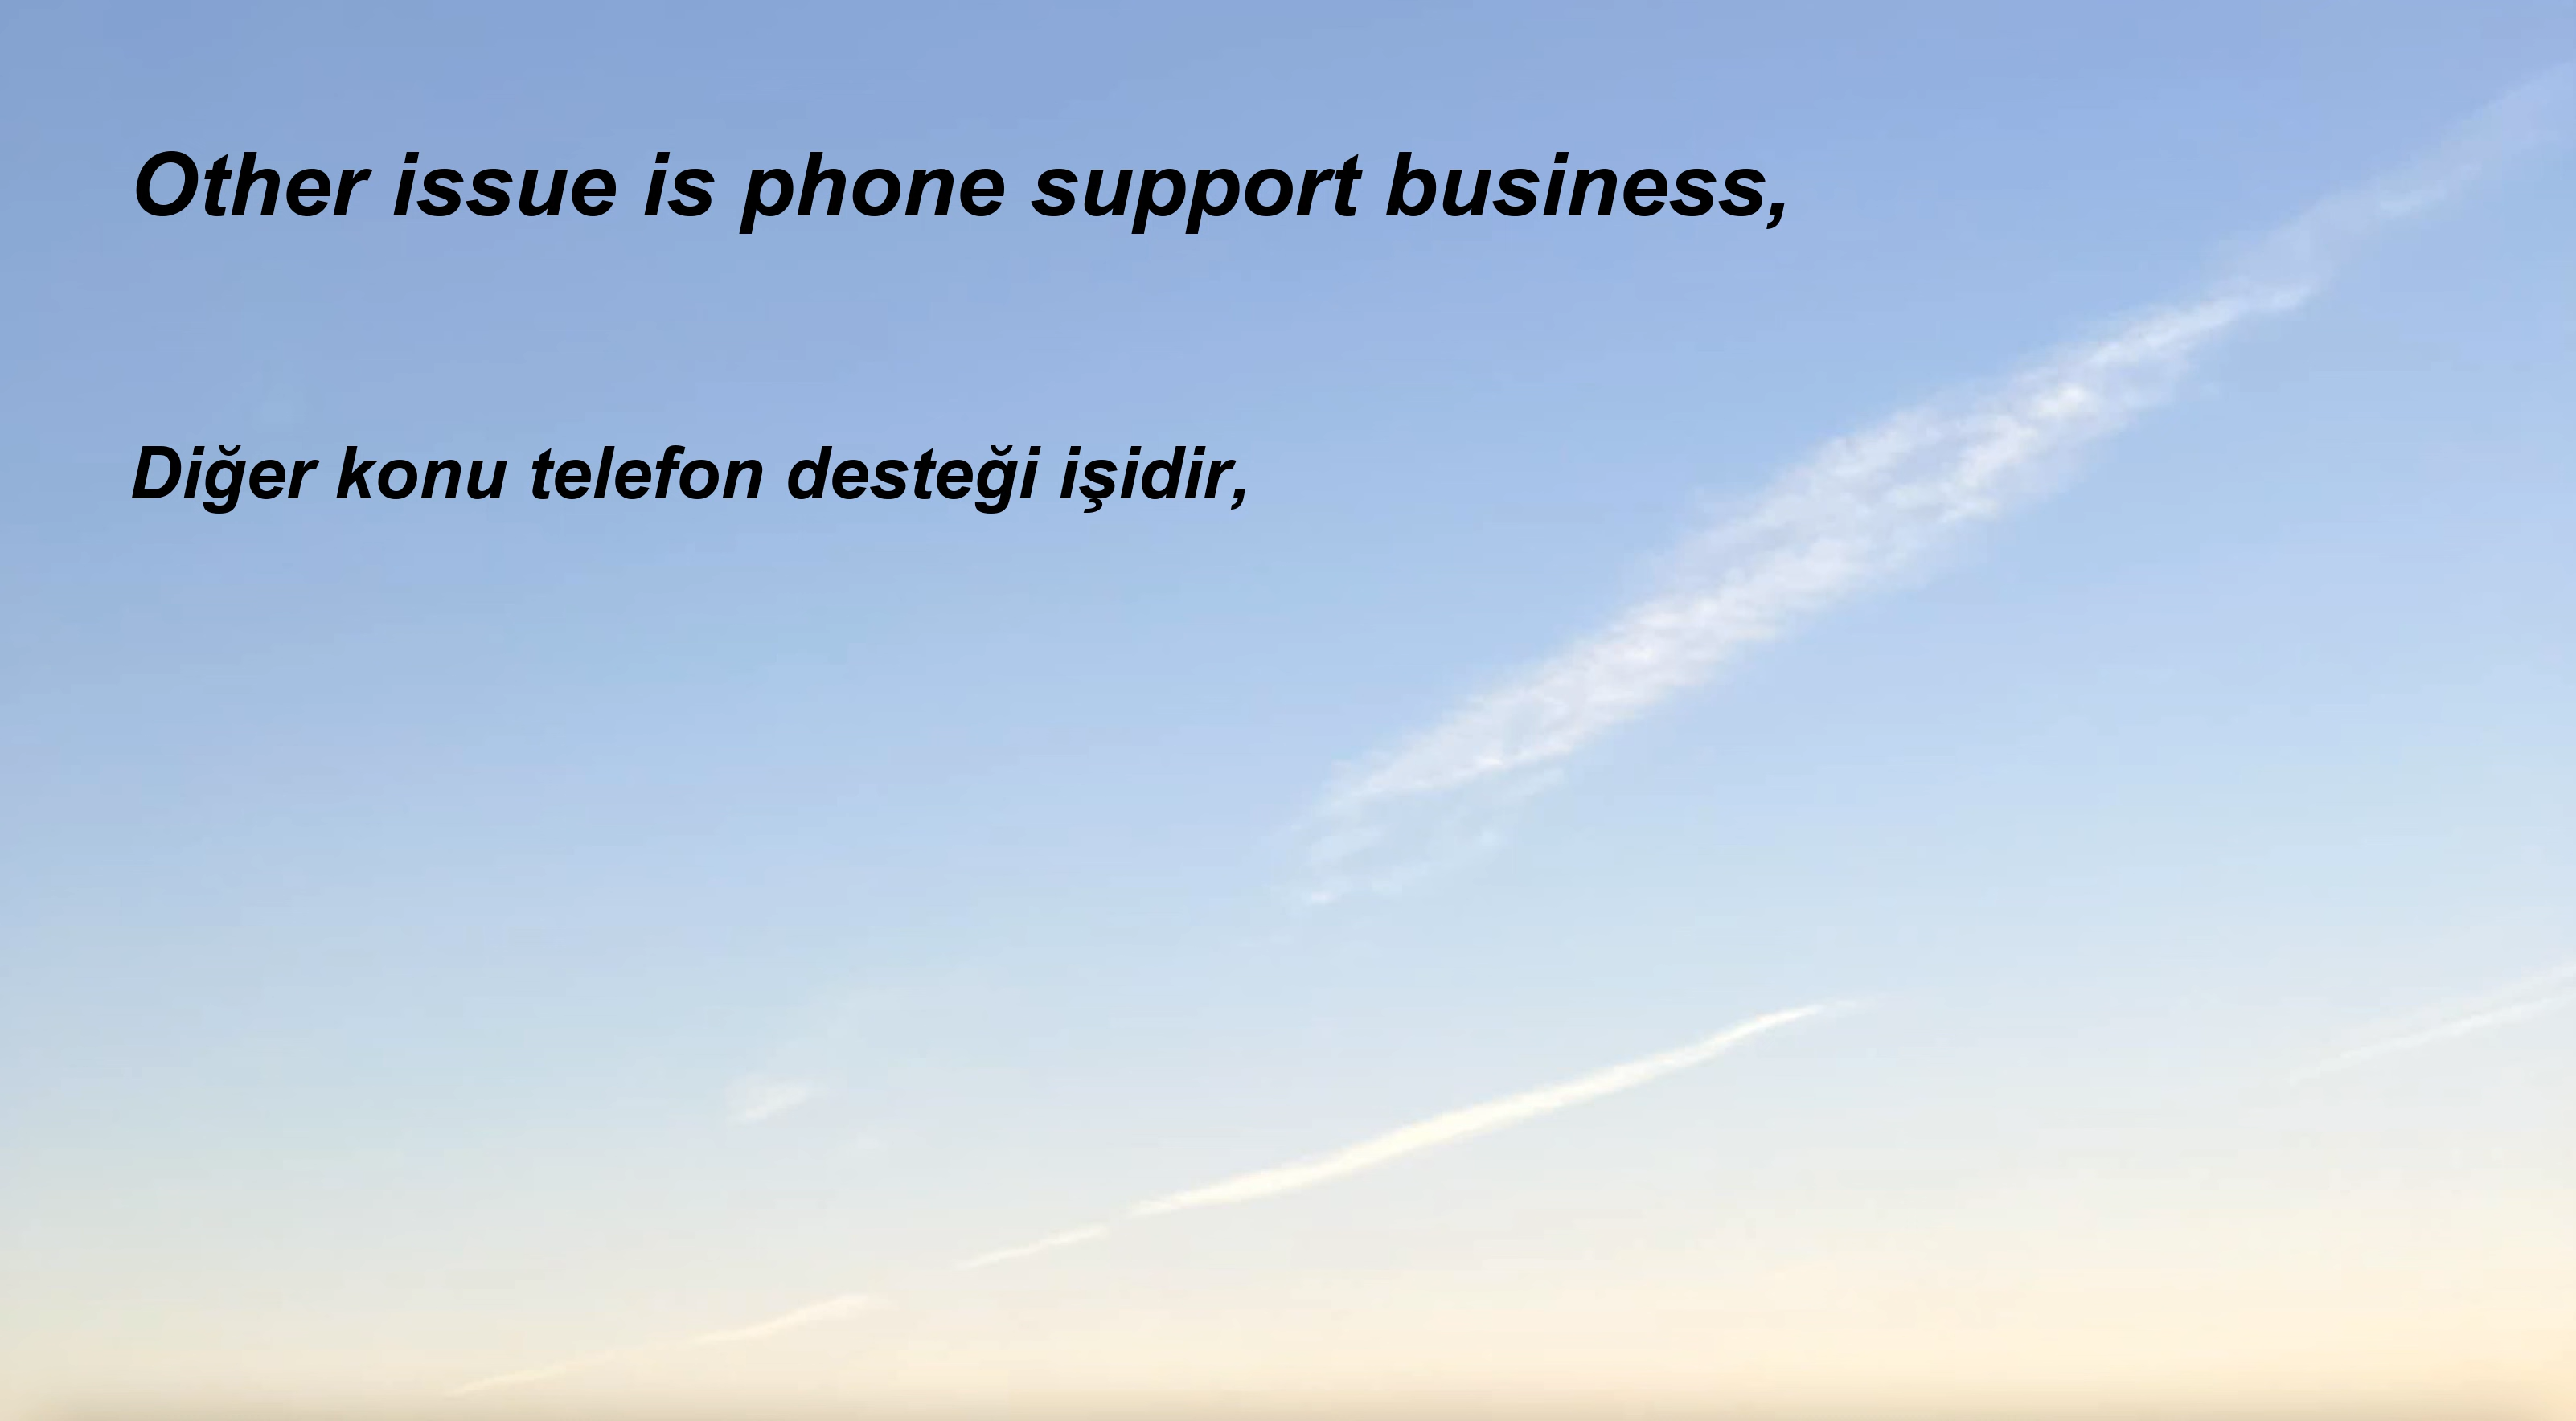 Other issue is phone support business,
Diğer konu telefon desteği işidir,